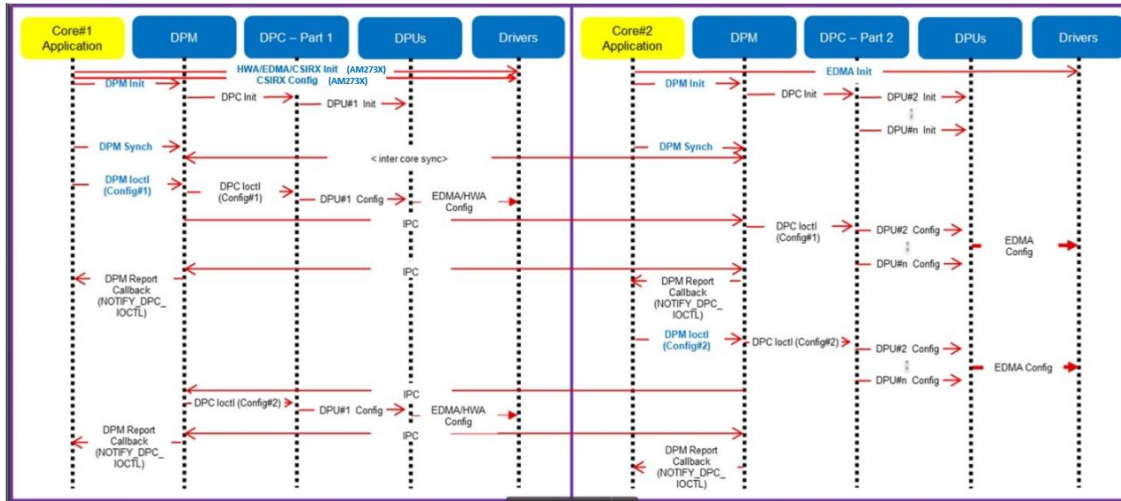 Core#1
Application
DPM
DPC – Part 1
DPUs
Drivers
Core#2
Application
DPM
DPC – Part 2
DPUs
Drivers
HWA/EDMA/CSIRX Init (AM273X)
CSIRX Config (AM273X)
EDMA Init
DPM Init
DPM Init
DPC Init
DPU#1 Init
DPC Init
DPU#2 Init
DPU#n Init
DPM Synch
DPM Synch
< inter core sync>
DPM Ioctl
(Config#1)
DPC Ioctl
(Config#1)
DPU#1 Config
EDMA/HWA
Config
IPC
DPC Ioctl
(Config#1)
DPU#2 Config
EDMA
Config
DPU#n Config
IPC
DPM Report
Callback
(NOTIFY_DPC_
IOCTL)
DPM Report
Callback
(NOTIFY_DPC_
IOCTL)
DPM Ioctl
(Config#2)
DPC Ioctl (Config#2)
DPU#2 Config
EDMA Config
DPU#n Config
IPC
DPC Ioctl (Config#2)
DPU#1 Config
EDMA/HWA
Config
IPC
DPM Report
Callback
(NOTIFY_DPC_
IOCTL)
DPM Report
Callback
(NOTIFY_DPC_
IOCTL)